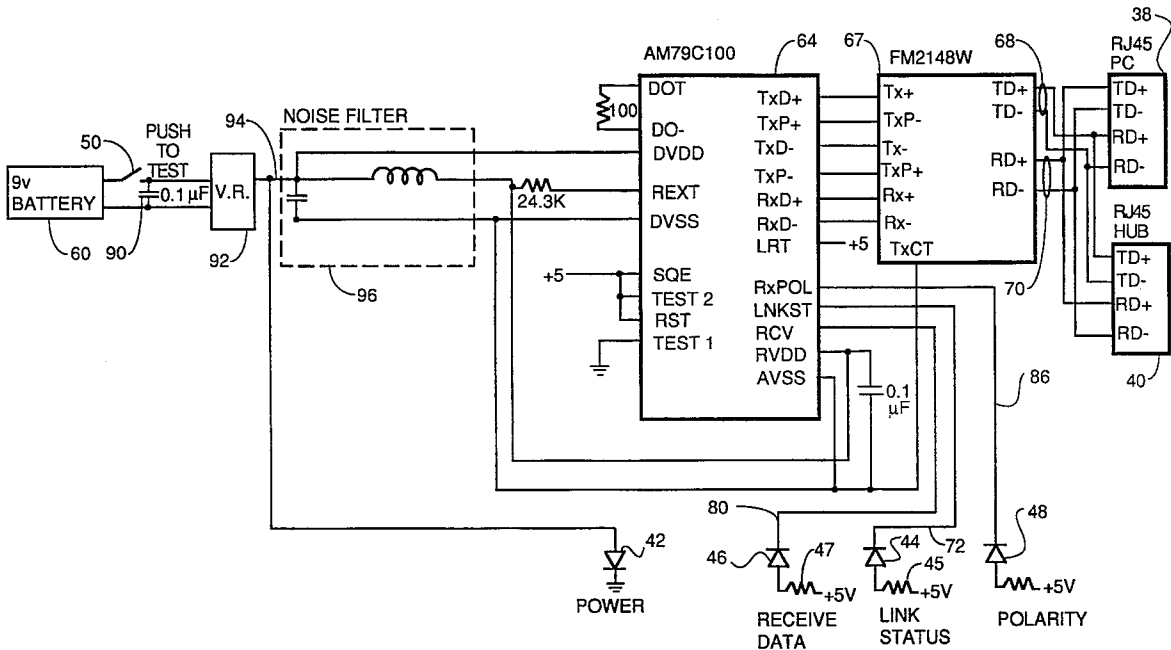 38
RJ45
PC
TD+
TD-
RD+
RD-
68
67
FM2148W
Tx+
TxP-
Tx-
TxP+
Rx+
Rx-
TxCT
TD+
TD-
RD+
RD-
70
RJ45
HUB
TD+
TD-
RD+
RD-
40
AM79C100
64
DOT
100
DO-
DVDD
REXT
DVSS
SQE
TEST 2
RST
TEST 1
TxD+
TxP+
TxD-
TxP-
RxD+
RxD-
LRT
+5
RxPOL
LNKST
RCV
RVDD
AVSS
0.1
µF
86
NOISE FILTER
94
96
24.3K
+5
50
PUSH
TO
TEST
9v
BATTERY
60
0.1 µF
90
V.R.
92
42
POWER
80
46
47
+5V
RECEIVE
DATA
44
72
45
+5V
LINK
STATUS
48
+5V
POLARITY